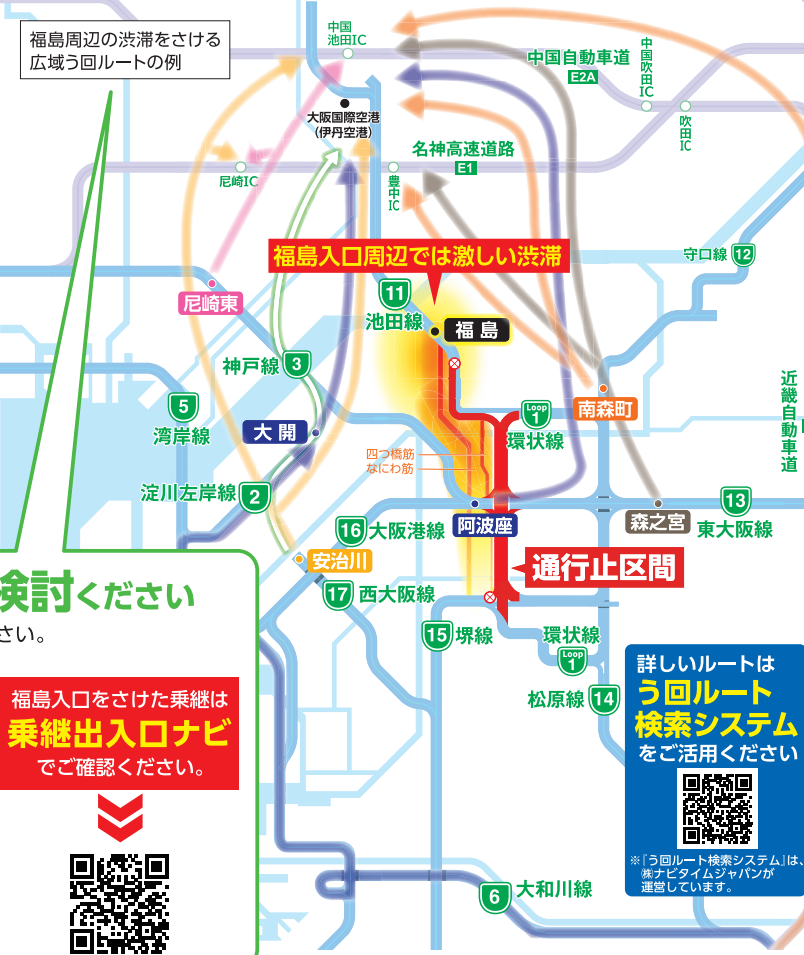 福島周辺の渋滞をさける
広域う回ルートの例
中国
池田IC
中国自動車道
E2A
中国吹田IC
吹田IC
大阪国際空港
(伊丹空港)
名神高速道路
E1
尼崎IC
豊中IC
福島入口周辺では激しい渋滞
守口線 12
尼崎東
11
池田線
福島
神戸線 3
南森町
近畿自動車道
5
湾岸線
大開
Loop 1
環状線
四つ橋筋
なにわ筋
淀川左岸線 2
16 大阪港線
阿波座
森之宮
13
東大阪線
安治川
通行止区間
17 西大阪線
検討ください
さい。
15 堺線
環状線
Loop 1
松原線 14
福島入口をさけた乗継は
乗継出入口ナビ
でご確認ください。
詳しいルートは
う回ルート
検索システム
をご活用ください
※「う回ルート検索システム」は、
㈱ナビタイムジャパンが
運営しています。
6 大和川線